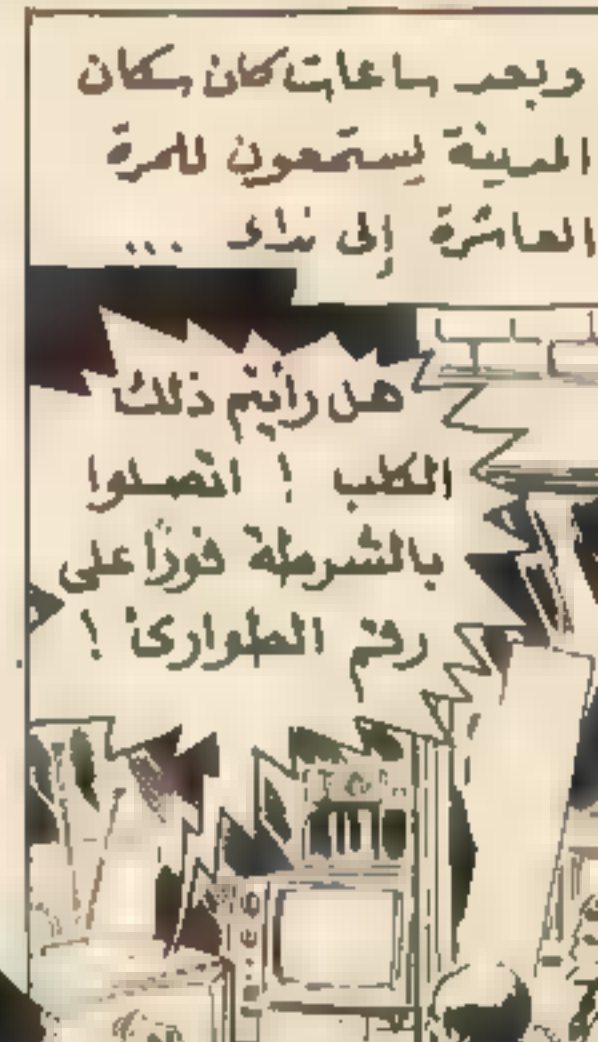 وبعد ساعات كان سكان
المدينة يستمعون للمرة
العاشرة إلى نداء ...
هل رأيتم ذلك
الكلب ! اتصلوا
بالشرطة فورًا على
رقم الطوارئ !